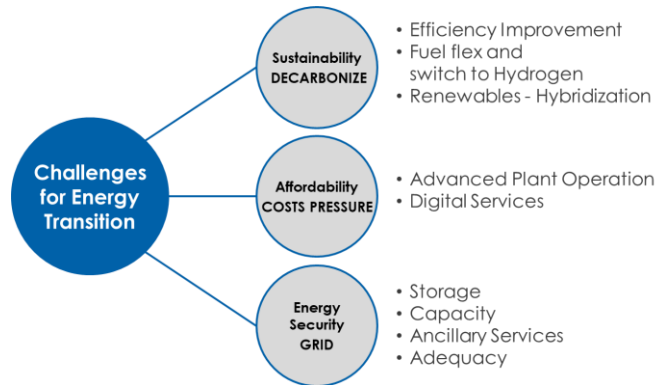 Challenges
for Energy
Transition
Sustainability
DECARBONIZE
• Efficiency Improvement
• Fuel flex and
switch to Hydrogen
• Renewables - Hybridization
Affordability
COSTS PRESSURE
• Advanced Plant Operation
• Digital Services
Energy
Security
GRID
• Storage
• Capacity
• Ancillary Services
• Adequacy